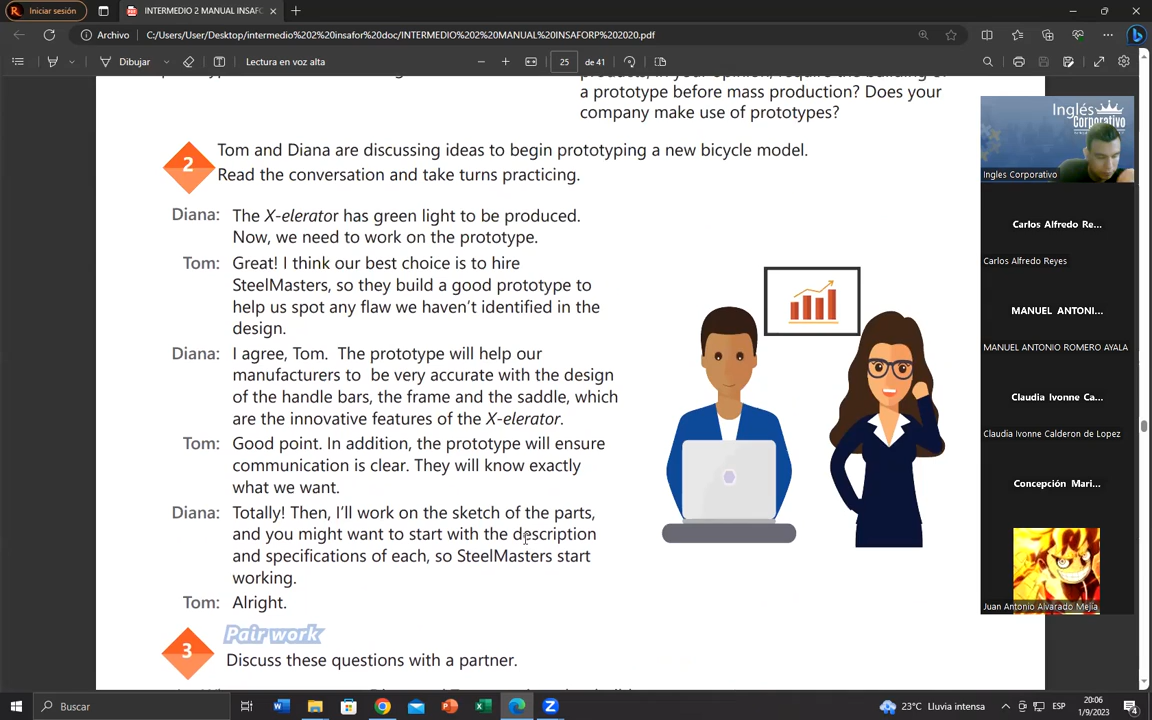 Iniciar sesión
INTERMEDIO 2 MANUAL INSAFO
Archivo
C:/Users/User/Desktop/intermedio%202%20insafor%20doc/INTERMEDIO%202%20MANUAL%20INSAFORP%202020.pdf
Dibujar
Lectura en voz alta
25
de 41
a prototype before mass production? Does your
company make use of prototypes?
2
Tom and Diana are discussing ideas to begin prototyping a new bicycle model.
Read the conversation and take turns practicing.
Diana: The X-elerator has green light to be produced.
Now, we need to work on the prototype.
Tom: Great! I think our best choice is to hire
SteelMasters, so they build a good prototype to
help us spot any flaw we haven't identified in the
design.
Diana: I agree, Tom. The prototype will help our
manufacturers to be very accurate with the design
of the handle bars, the frame and the saddle, which
are the innovative features of the X-elerator.
Tom: Good point. In addition, the prototype will ensure
communication is clear. They will know exactly
what we want.
Diana: Totally! Then, I'll work on the sketch of the parts,
and you might want to start with the description
and specifications of each, so SteelMasters start
working.
Tom: Alright.
3
Pair work
Discuss these questions with a partner.
Inglés
Corporativo
Ingles Corporativo
Carlos Alfredo Re...
Carlos Alfredo Reyes
MANUEL ANTONI...
MANUEL ANTONIO ROMERO AYALA
Claudia Ivonne Ca...
Claudia Ivonne Calderon de Lopez
Concepción Mari...
Juan Antonio Alvarado Mejía
Buscar
23°C Lluvia intensa
ESP
20:06
1/9/2023
4